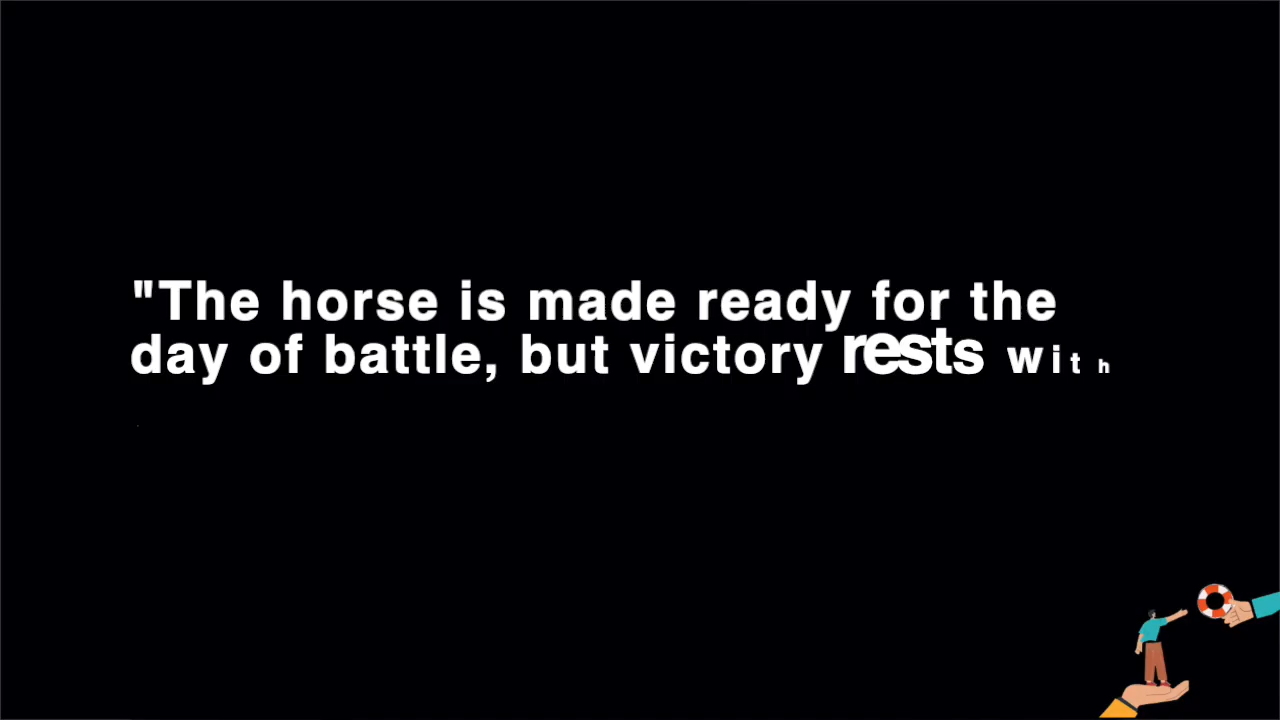 "The horse is made ready for the
day of battle, but victory rests with